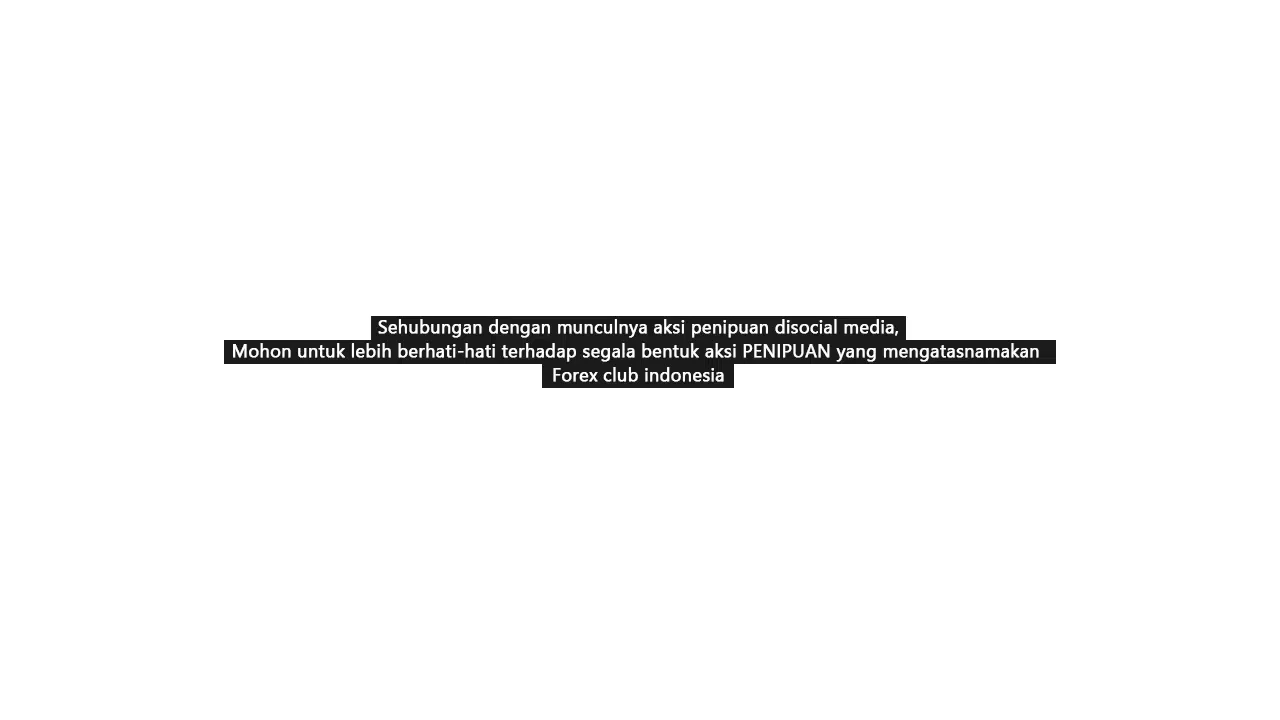 Sehubungan dengan munculnya aksi penipuan disocial media,
Mohon untuk lebih berhati-hati terhadap segala bentuk aksi PENIPUAN yang mengatasnamakan
Forex club indonesia